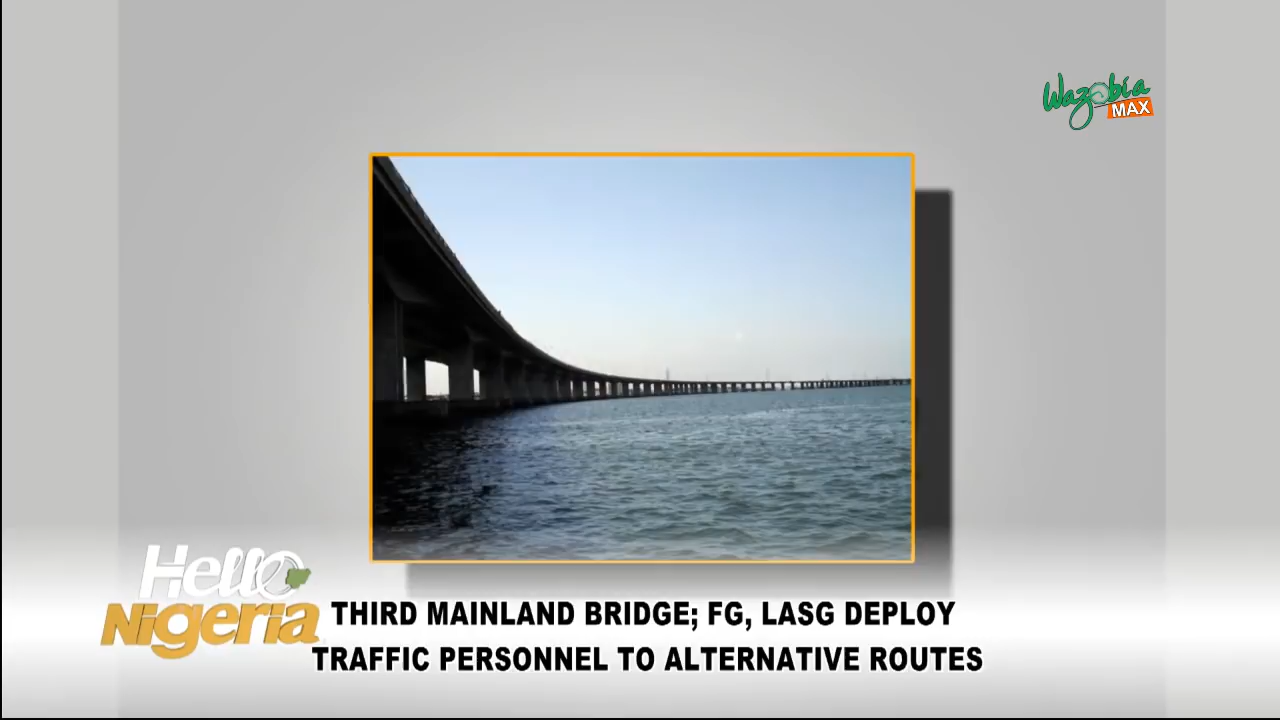 Wazobia
MAX
Hello
Nigeria
THIRD MAINLAND BRIDGE; FG, LASG DEPLOY
TRAFFIC PERSONNEL TO ALTERNATIVE ROUTES